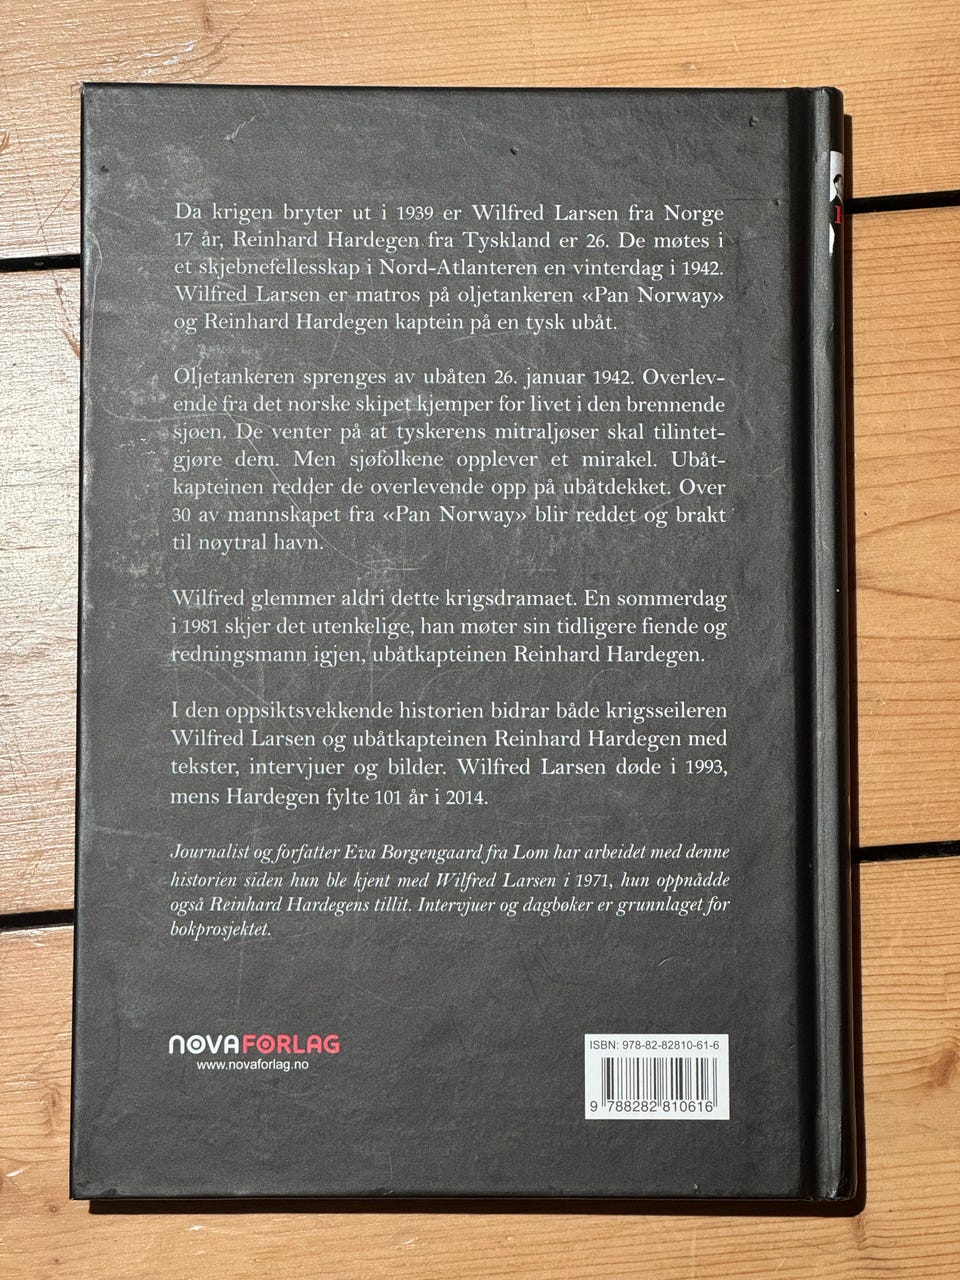 Da krigen bryter ut i 1939 er Wilfred Larsen fra Norge
17 år, Reinhard Hardegen fra Tyskland er 26. De møtes i
et skjebnefellesskap i Nord-Atlanteren en vinterdag i 1942.
Wilfred Larsen er matros på oljetankeren «Pan Norway»
og Reinhard Hardegen kaptein på en tysk ubåt.
Oljetankeren sprenges av ubåten 26. januar 1942. Overlev-
ende fra det norske skipet kjemper for livet i den brennende
sjøen. De venter på at tyskerens mitraljøser skal tilintet-
gjøre dem. Men sjøfolkene opplever et mirakel. Ubåt-
kapteinen redder de overlevende opp på ubåtdekket. Over
30 av mannskapet fra «Pan Norway» blir reddet og brakt
til nøytral havn.
Wilfred glemmer aldri dette krigsdramaet. En sommerdag
i 1981 skjer det utenkelige, han møter sin tidligere fiende og
redningsmann igjen, ubåtkapteinen Reinhard Hardegen.
I den oppsiktsvekkende historien bidrar både krigsseileren
Wilfred Larsen og ubåtkapteinen Reinhard Hardegen med
tekster, intervjuer og bilder. Wilfred Larsen døde i 1993,
mens Hardegen fylte 101 år i 2014.
Journalist og forfatter Eva Borgengaard fra Lom har arbeidet med denne
historien siden hun ble kjent med Wilfred Larsen i 1971, hun oppnådde
også Reinhard Hardegens tillit. Intervjuer og dagbøker er grunnlaget for
bokprosjektet.
NOVA FORLAG
www.novaforlag.no
ISBN: 978-82-82810-61-6
9 788282 810616